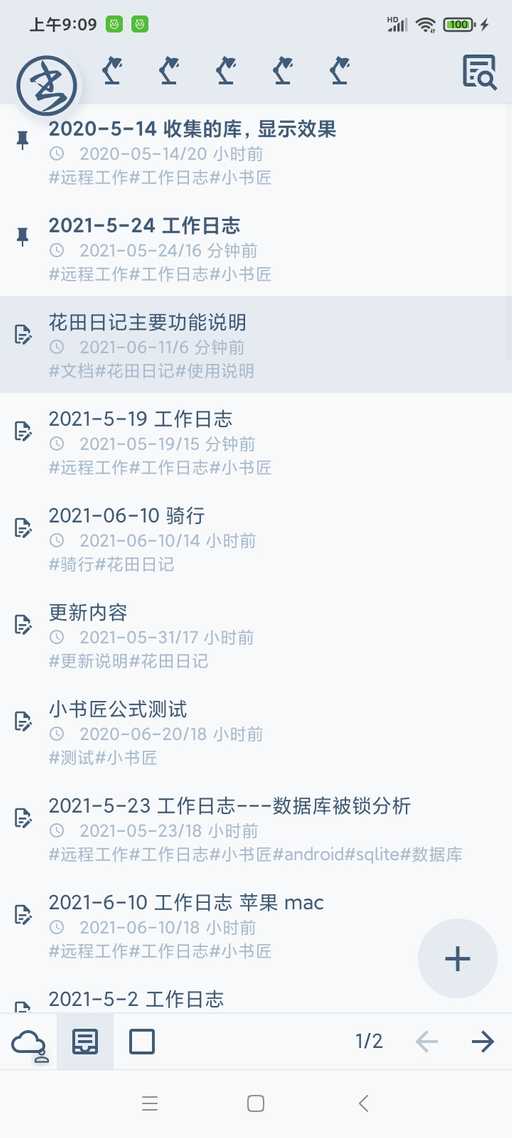 上午9:09
HD
100
2020-5-14 收集的库，显示效果
2020-05-14/20 小时前
#远程工作#工作日志#小书匠
2021-5-24 工作日志
2021-05-24/16 分钟前
#远程工作#工作日志#小书匠
花田日记主要功能说明
2021-06-11/6 分钟前
#文档#花田日记#使用说明
2021-5-19 工作日志
2021-05-19/15 分钟前
#远程工作#工作日志#小书匠
2021-06-10 骑行
2021-06-10/14 小时前
#骑行#花田日记
更新内容
2021-05-31/17 小时前
#更新说明#花田日记
小书匠公式测试
2020-06-20/18 小时前
#测试#小书匠
2021-5-23 工作日志---数据库被锁分析
2021-05-23/18 小时前
#远程工作#工作日志#小书匠#android#sqlite#数据库
2021-6-10 工作日志 苹果 mac
2021-06-10/18 小时前
#远程工作#工作日志#小书匠
2021-5-2 工作日志
1/2